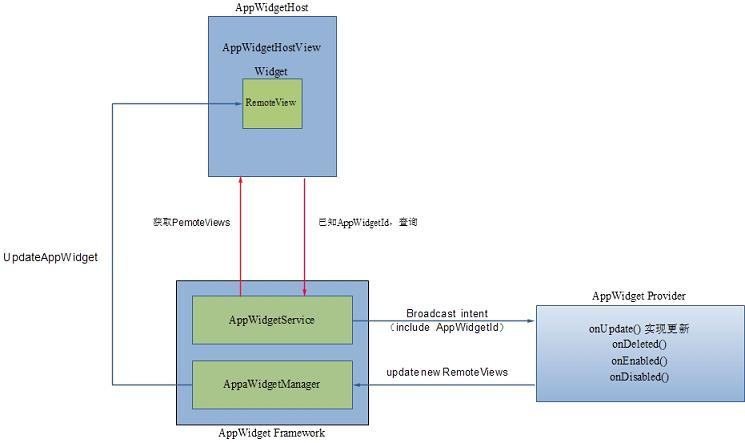 AppWidgetHost
AppWidgetHostView
Widget
RemoteView
获取PemoteViews
已知AppWidgetId，查询
UpdateAppWidget
AppWidgetService
AppaWidgetManager
AppWidget Framework
Broadcast intent
（include AppWidgetId）
update new RemoteViews
AppWidget Provider
onUpdate() 实现更新
onDeleted()
onEnabled()
onDisabled()